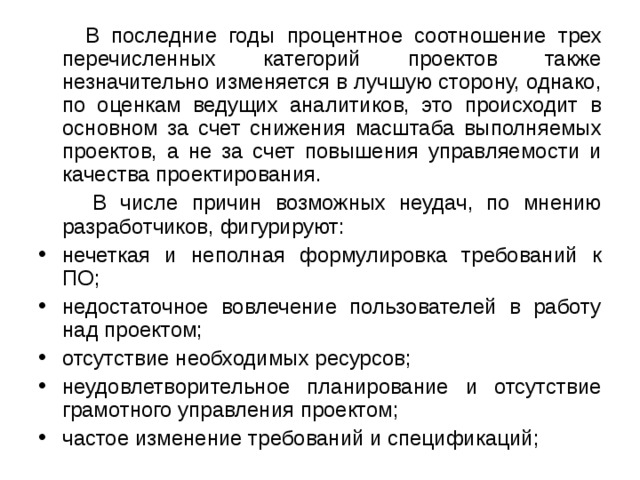 В последние годы процентное соотношение трех
перечисленных категорий проектов также
незначительно изменяется в лучшую сторону, однако,
по оценкам ведущих аналитиков, это происходит в
основном за счет снижения масштаба выполняемых
проектов, а не за счет повышения управляемости и
качества проектирования.
В числе причин возможных неудач, по мнению
разработчиков, фигурируют:
• нечеткая и неполная формулировка требований к
ПО;
• недостаточное вовлечение пользователей в работу
над проектом;
• отсутствие необходимых ресурсов;
• неудовлетворительное планирование и отсутствие
грамотного управления проектом;
• частое изменение требований и спецификаций;